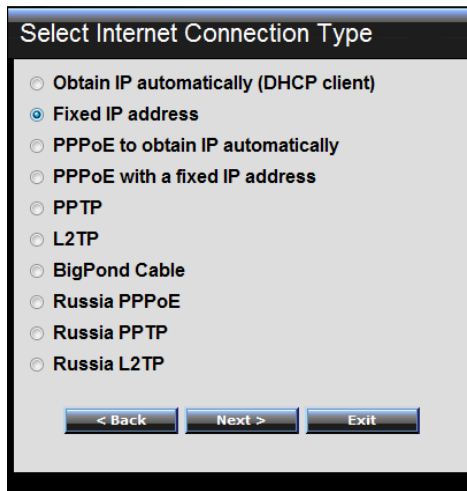 Select Internet Connection Type
Obtain IP automatically (DHCP client)
Fixed IP address
PPPoE to obtain IP automatically
PPPoE with a fixed IP address
PPTP
L2TP
BigPond Cable
Russia PPPoE
Russia PPTP
Russia L2TP
< Back Next > Exit